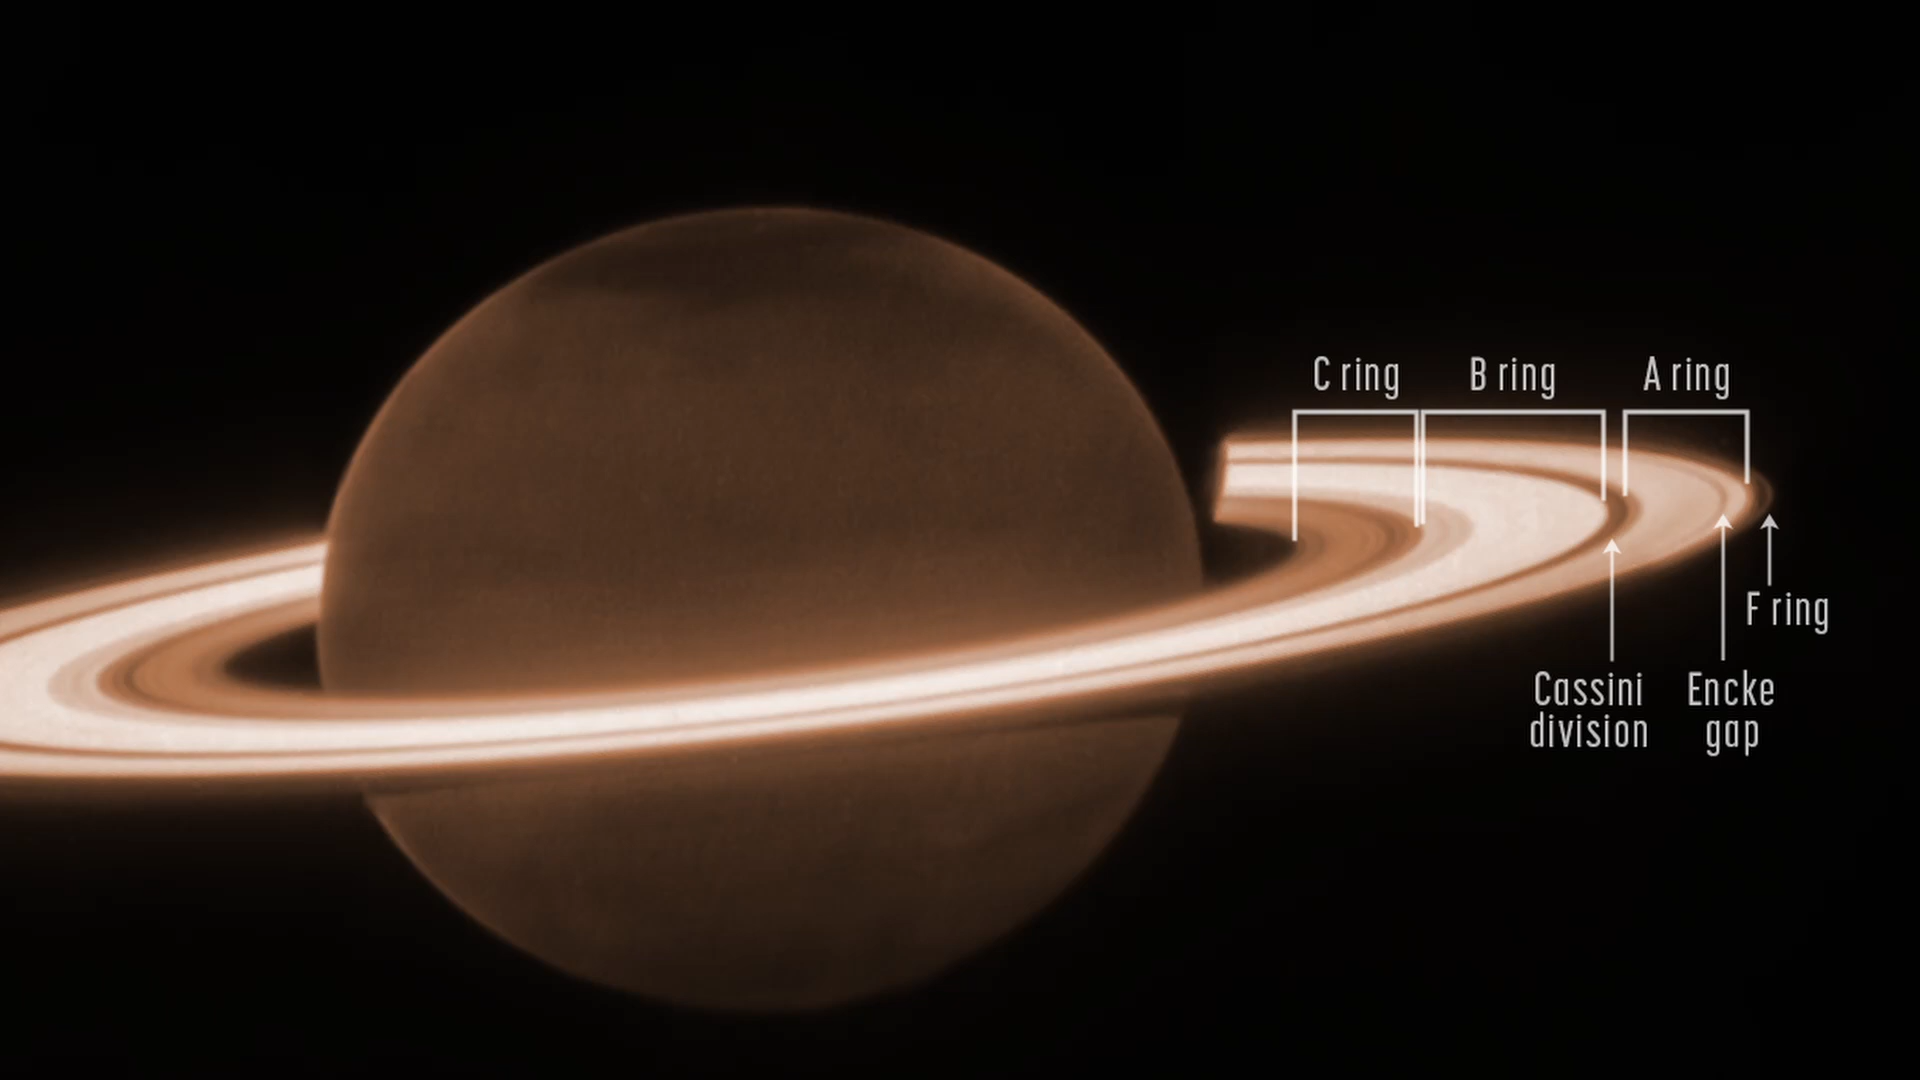 C ring
B ring
A ring
F ring
Cassini
division
Encke
gap